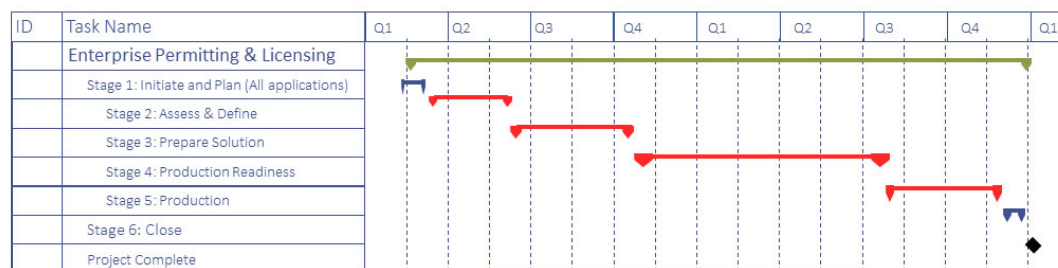 ID Task Name Q1 Q2 Q3 Q4 Q1 Q2 Q3 Q4 Q1
Enterprise Permitting & Licensing
Stage 1: Initiate and Plan (All applications)
Stage 2: Assess & Define
Stage 3: Prepare Solution
Stage 4: Production Readiness
Stage 5: Production
Stage 6: Close
Project Complete